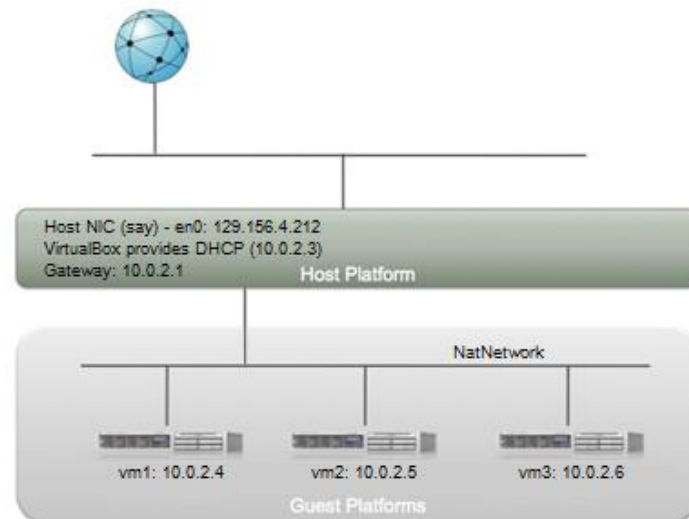 Host NIC (say) - en0: 129.156.4.212
VirtualBox provides DHCP (10.0.2.3)
Gateway: 10.0.2.1
Host Platform
NatNetwork
vm1: 10.0.2.4
vm2: 10.0.2.5
vm3: 10.0.2.6
Guest Platforms